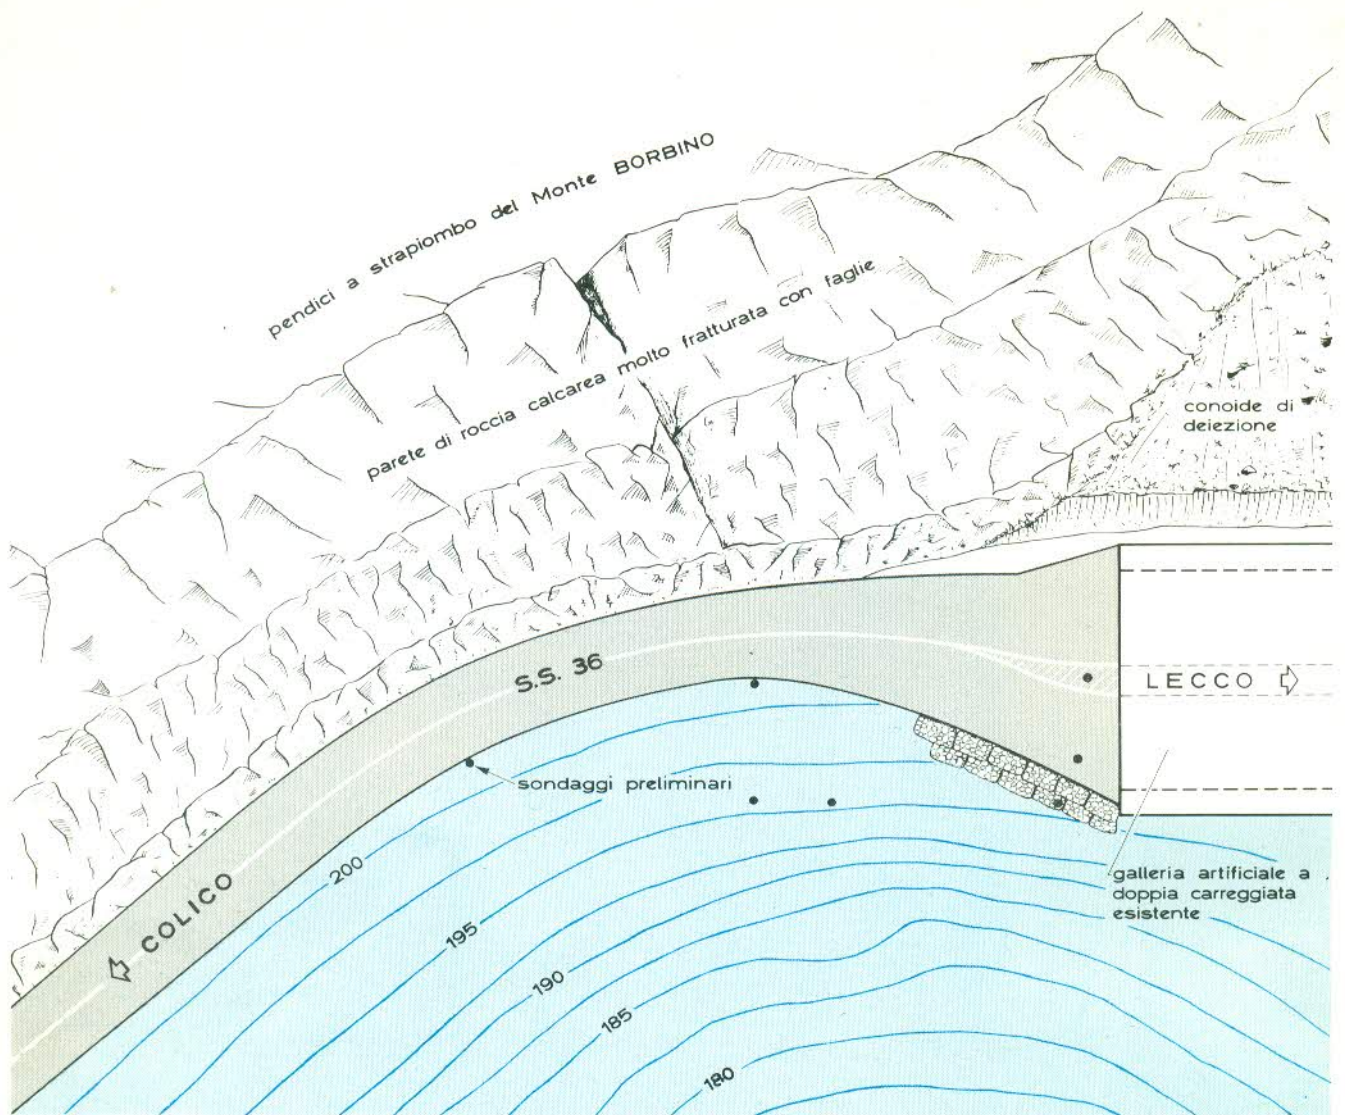 pendici a strapiombo del Monte BORBINO
parete di roccia calcarea molto fratturata con faglie
conoide di
deiezione
S.S. 36
LECCO
sondaggi preliminari
200
COLICO
195
190
185
180
galleria artificiale a
doppia carreggiata
esistente